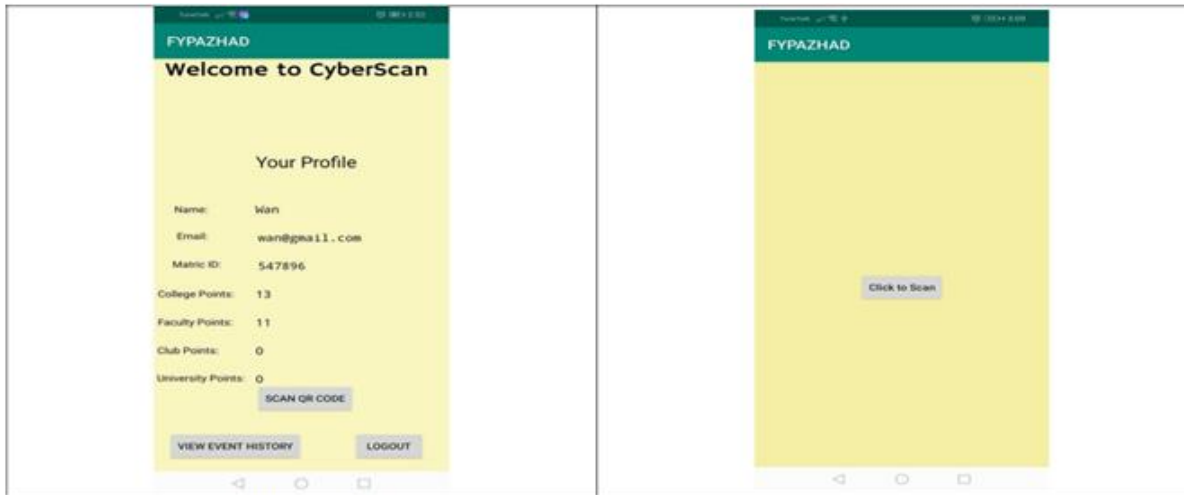 FYPAZHAD
Welcome to CyberScan
Your Profile
Name: Wan
Email: wan@gmail.com
Matric ID: 547896
College Points: 13
Faculty Points: 11
Club Points: 0
University Points: 0
SCAN QR CODE
VIEW EVENT HISTORY LOGOUT
FYPAZHAD
Click to Scan